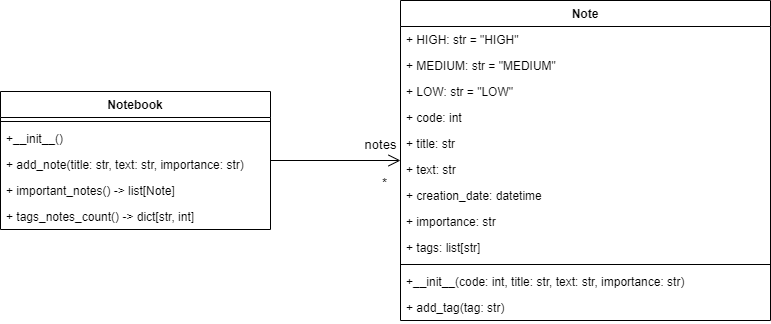 Notebook
+__init__()
+ add_note(title: str, text: str, importance: str)
+ important_notes() -> list[Note]
+ tags_notes_count() -> dict[str, int]
notes
*
Note
+ HIGH: str = "HIGH"
+ MEDIUM: str = "MEDIUM"
+ LOW: str = "LOW"
+ code: int
+ title: str
+ text: str
+ creation_date: datetime
+ importance: str
+ tags: list[str]
+__init__(code: int, title: str, text: str, importance: str)
+ add_tag(tag: str)